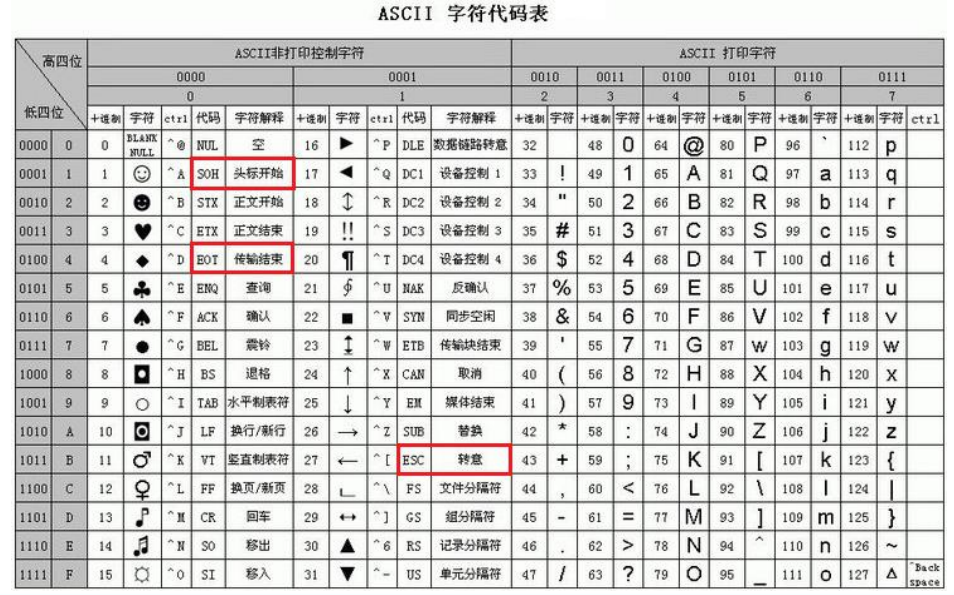 ASCII 字符代码表
高四位 ASCII非打印控制字符 ASCII 打印字符
0000 0001 0010 0011 0100 0101 0110 0111
低四位 0 1 2 3 4 5 6 7
十进制 字符 ctrl 代码 字符解释 十进制 字符 ctrl 代码 字符解释 十进制 字符 十进制 字符 十进制 字符 十进制 字符 十进制 字符 十进制 字符 ctrl
0000 0 0 BLANK NULL ^@ NUL 空 16 ► ^P DLE 数据链路转意 32 48 0 64 @ 80 P 96 ` 112 p
0001 1 1 ☺ ^A SOH 头标开始 17 ◄ ^Q DC1 设备控制 1 33 ! 49 1 65 A 81 Q 97 a 113 q
0010 2 2 ☻ ^B STX 正文开始 18 ↕ ^R DC2 设备控制 2 34 " 50 2 66 B 82 R 98 b 114 r
0011 3 3 ♥ ^C ETX 正文结束 19 ‼ ^S DC3 设备控制 3 35 # 51 3 67 C 83 S 99 c 115 s
0100 4 4 ♦ ^D EOT 传输结束 20 ¶ ^T DC4 设备控制 4 36 $ 52 4 68 D 84 T 100 d 116 t
0101 5 5 ♣ ^E ENQ 查询 21 ∮ ^U NAK 反确认 37 % 53 5 69 E 85 U 101 e 117 u
0110 6 6 ♠ ^F ACK 确认 22 ■ ^V SYN 同步空闲 38 & 54 6 70 F 86 V 102 f 118 v
0111 7 7 ● ^G BEL 震铃 23 ↨ ^W ETB 传输块结束 39 ' 55 7 71 G 87 w 103 g 119 w
1000 8 8 ◘ ^H BS 退格 24 ↑ ^X CAN 取消 40 ( 56 8 72 H 88 X 104 h 120 x
1001 9 9 ○ ^I TAB 水平制表符 25 ↓ ^Y EM 媒体结束 41 ) 57 9 73 I 89 Y 105 i 121 y
1010 A 10 ◙ ^J LF 换行/新行 26 → ^Z SUB 替换 42 * 58 : 74 J 90 Z 106 j 122 z
1011 B 11 ♂ ^K VT 竖直制表符 27 ← ^[ ESC 转意 43 + 59 ; 75 K 91 [ 107 k 123 {
1100 C 12 ♀ ^L FF 换页/新页 28 ∟ ^\ FS 文件分隔符 44 , 60 < 76 L 92 \ 108 l 124 |
1101 D 13 ♪ ^M CR 回车 29 ↔ ^] GS 组分隔符 45 - 61 = 77 M 93 ] 109 m 125 }
1110 E 14 ♫ ^N SO 移出 30 ▲ ^6 RS 记录分隔符 46 . 62 > 78 N 94 ^ 110 n 126 ~
1111 F 15 ☼ ^O SI 移入 31 ▼ ^- US 单元分隔符 47 / 63 ? 79 O 95 _ 111 o 127 Δ ^Back space